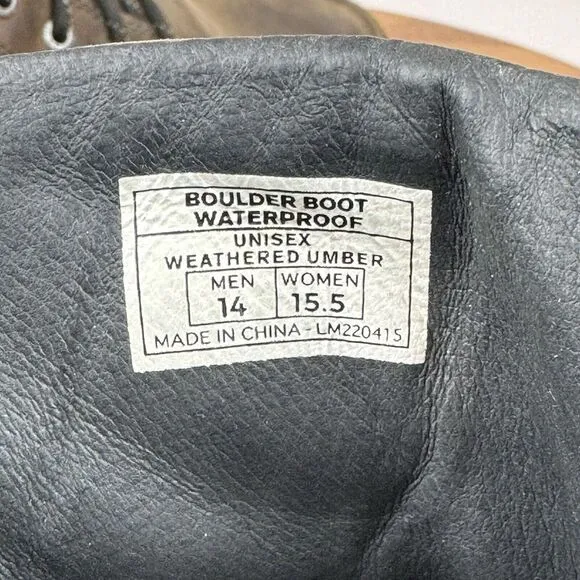 BOULDER BOOT
WATERPROOF
UNISEX
WEATHERED UMBER
MEN WOMEN
14 15.5
MADE IN CHINA - LM220415